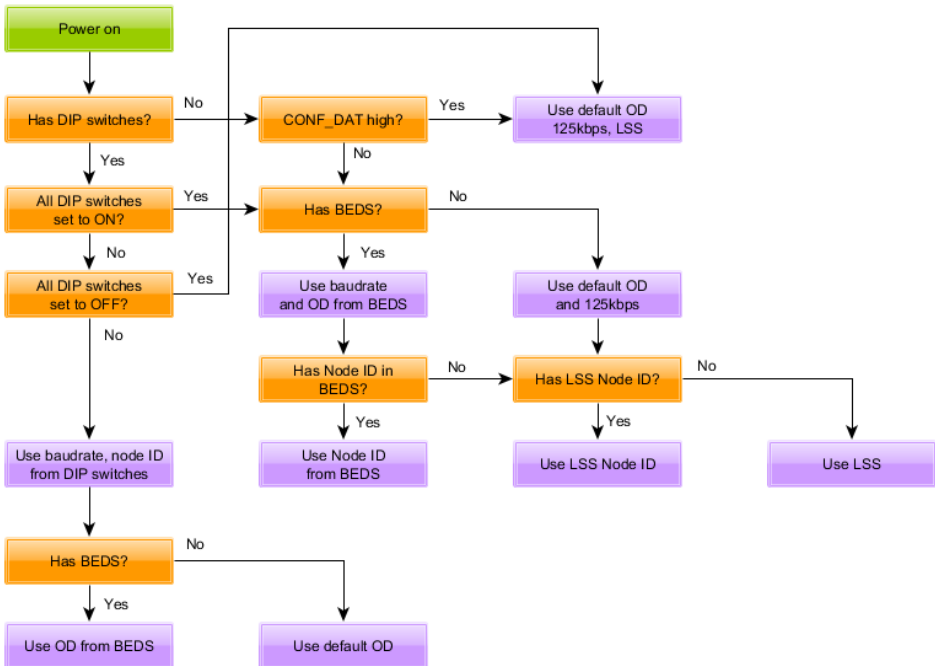 Power on
Has DIP switches?
No
CONF_DAT high?
Yes
Use default OD
125kbps, LSS
Yes
No
All DIP switches
set to ON?
Yes
Has BEDS?
No
No
Yes
All DIP switches
set to OFF?
Yes
Use baudrate
and OD from BEDS
Use default OD
and 125kbps
No
Has Node ID in
BEDS?
No
Has LSS Node ID?
No
Yes
Yes
Use baudrate, node ID
from DIP switches
Use Node ID
from BEDS
Use LSS Node ID
Use LSS
Has BEDS?
No
Yes
Use OD from BEDS
Use default OD